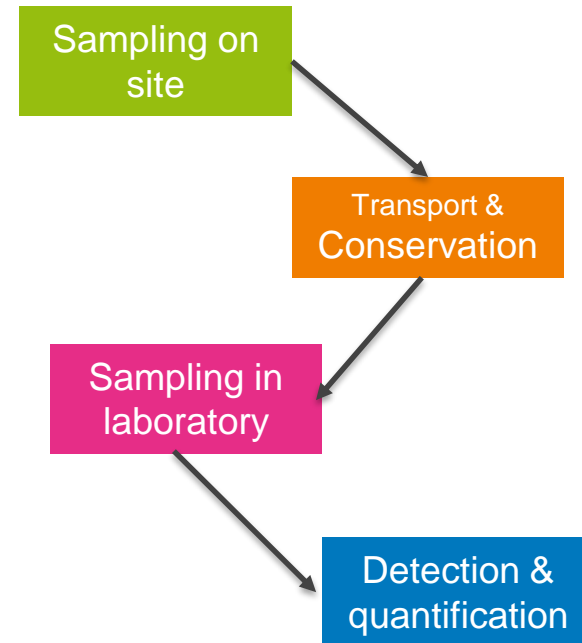 Sampling on
site
Transport &
Conservation
Sampling in
laboratory
Detection &
quantification